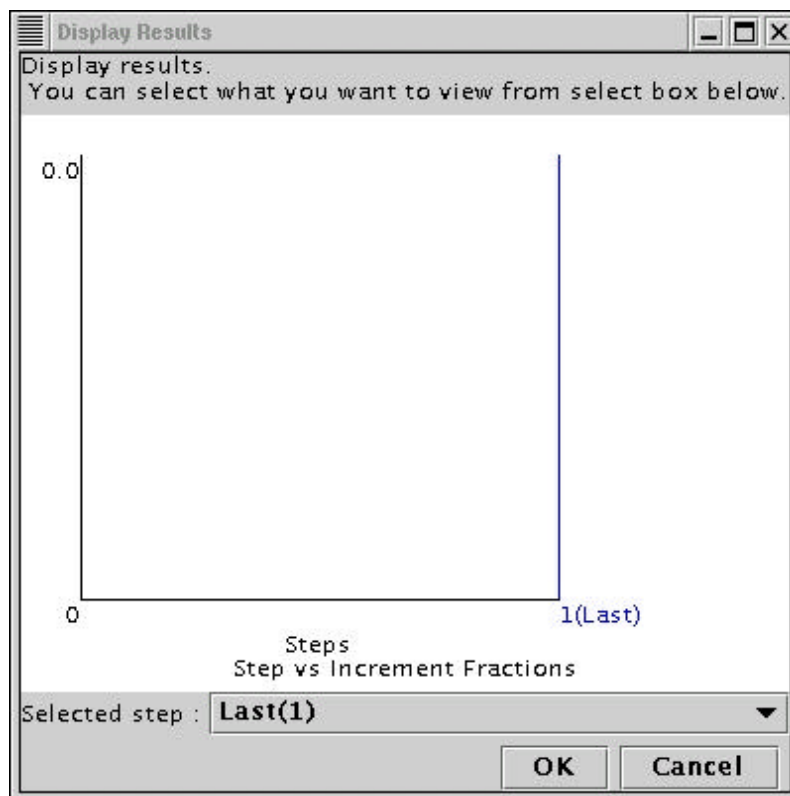 Display Results
Display results.
You can select what you want to view from select box below.
0.0
0
1(Last)
Steps
Step vs Increment Fractions
Selected step : Last(1)
OK Cancel